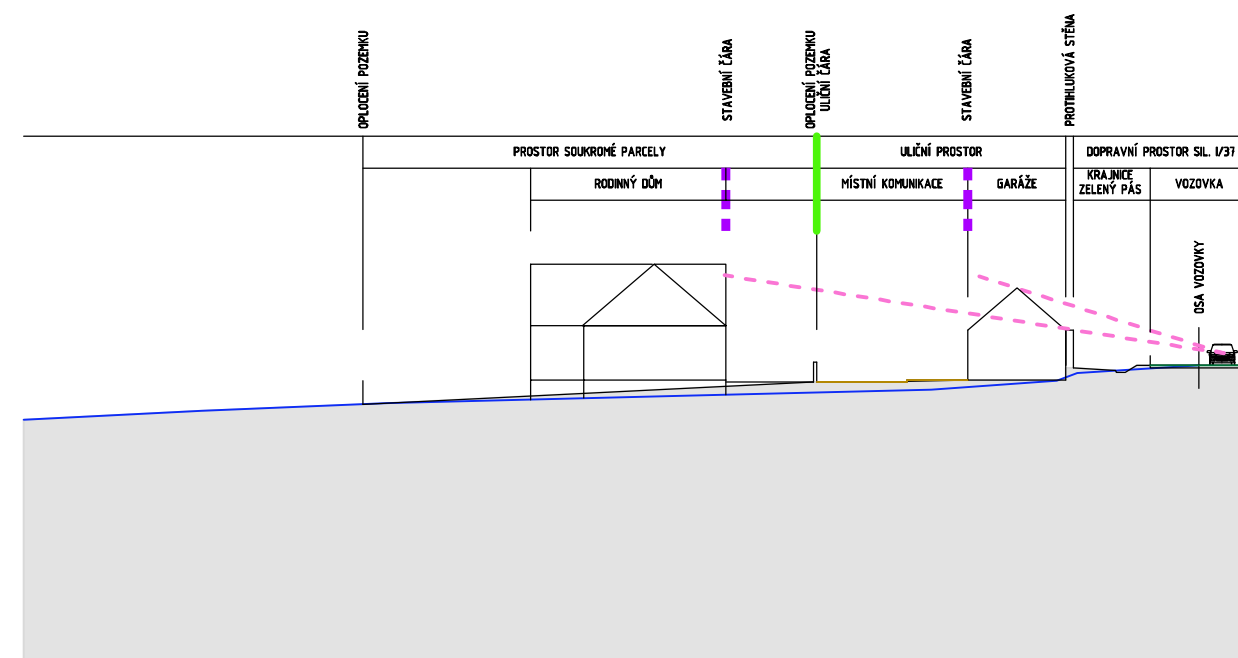 OPLOCENÍ POZEMKU
STAVEBNÍ ČÁRA
OPLOCENÍ POZEMKU
ULIČNÍ ČÁRA
STAVEBNÍ ČÁRA
PROTIHLUKOVÁ STĚNA
PROSTOR SOUKROMÉ PARCELY
ULIČNÍ PROSTOR
DOPRAVNÍ PROSTOR SIL. I/37
RODINNÝ DŮM
MÍSTNÍ KOMUNIKACE
GARÁŽE
KRAJNICE
ZELENÝ PÁS
VOZOVKA
OSA VOZOVKY